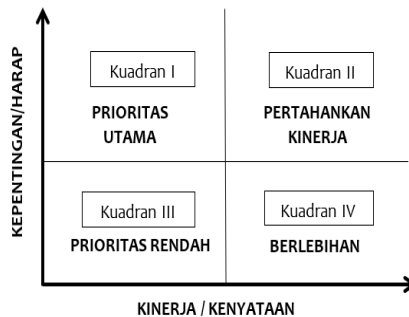 KEPENTINGAN/HARAP
Kuadran I
PRIORITAS
UTAMA
Kuadran II
PERTAHANKAN
KINERJA
Kuadran III
PRIORITAS RENDAH
Kuadran IV
BERLEBIHAN
KINERJA / KENYATAAN